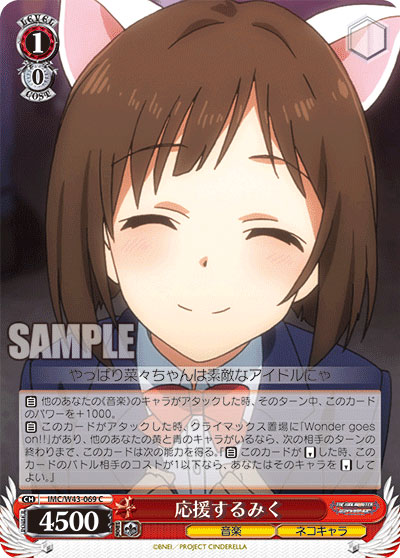 LEVEL
1
0
COST
SAMPLE
やっぱり菜々ちゃんは素敵なアイドルにゃ
自 他のあなたの《音楽》のキャラがアタックした時、そのターン中、このカード
のパワーを+1000。
自 このカードがアタックした時、クライマックス置場に「Wonder goes
on!!」があり、他のあなたの黄と青のキャラがいるなら、次の相手のターンの
終わりまで、このカードは次の能力を得る。『自 このカードが した時、こ
のカードのバトル相手のコストが1以下なら、あなたはそのキャラを し
てよい。』
CH
IMC/W43-069 C
4500
応援するみく
音楽
ネコキャラ
©BNEI／PROJECT CINDERELLA